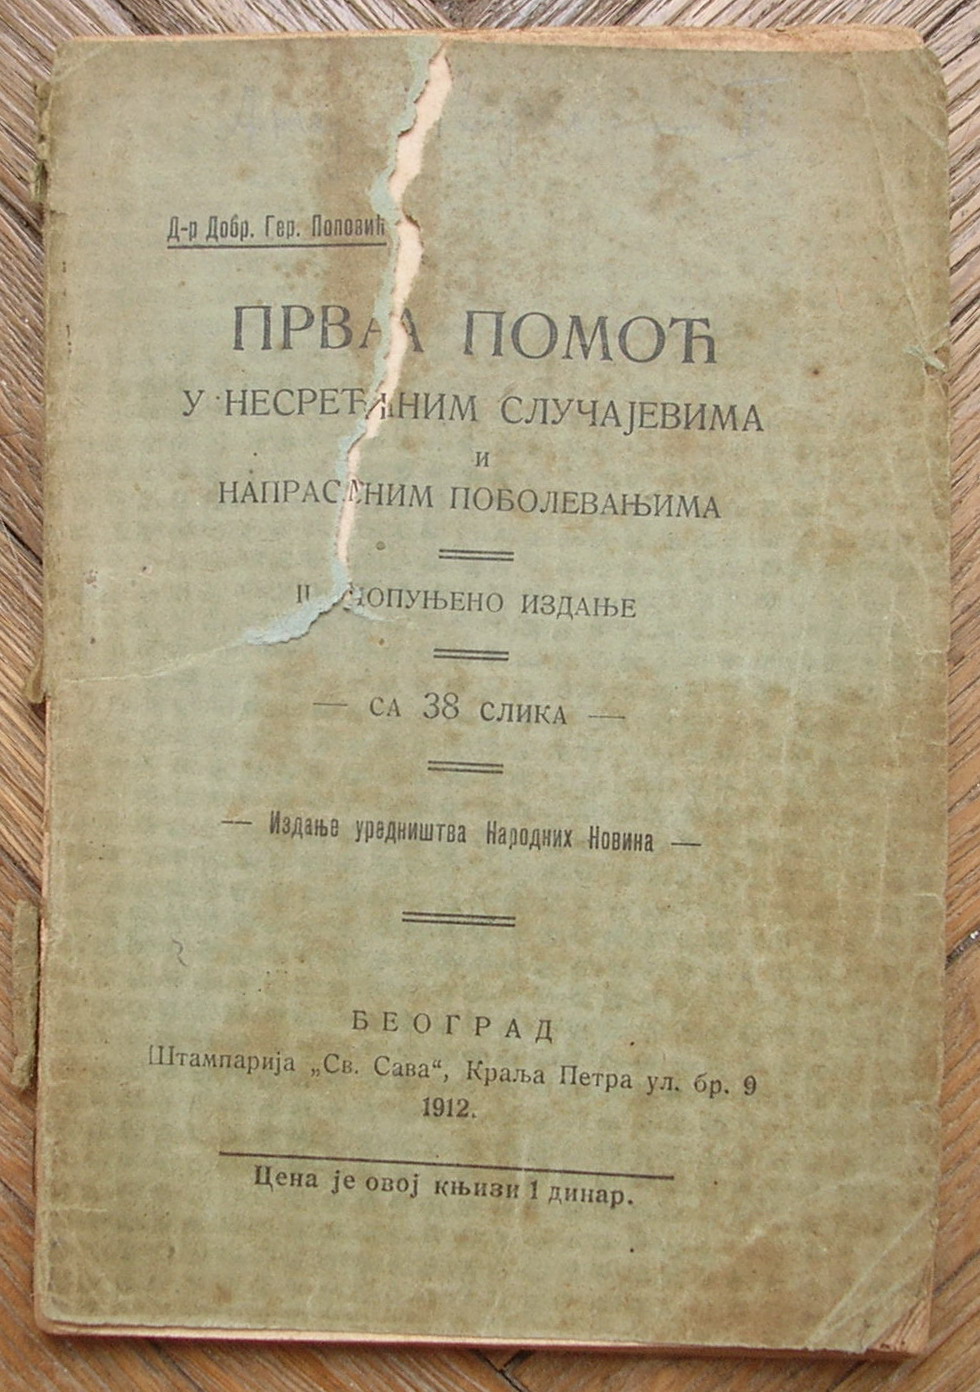 Д-р Добр. Гер. Поповић
ПРВА ПОМОЋ
У НЕСРЕЋНИМ СЛУЧАЈЕВИМА
И
НАПРАСНИМ ПОБОЛЕВАЊИМА
II ДОПУЊЕНО ИЗДАЊЕ
— СА 38 СЛИКА —
— Издање уредништва Народних Новина —
БЕОГРАД
Штампарија „Св. Сава“, Краља Петра ул. бр. 9
1912.
Цена је овој књизи 1 динар.